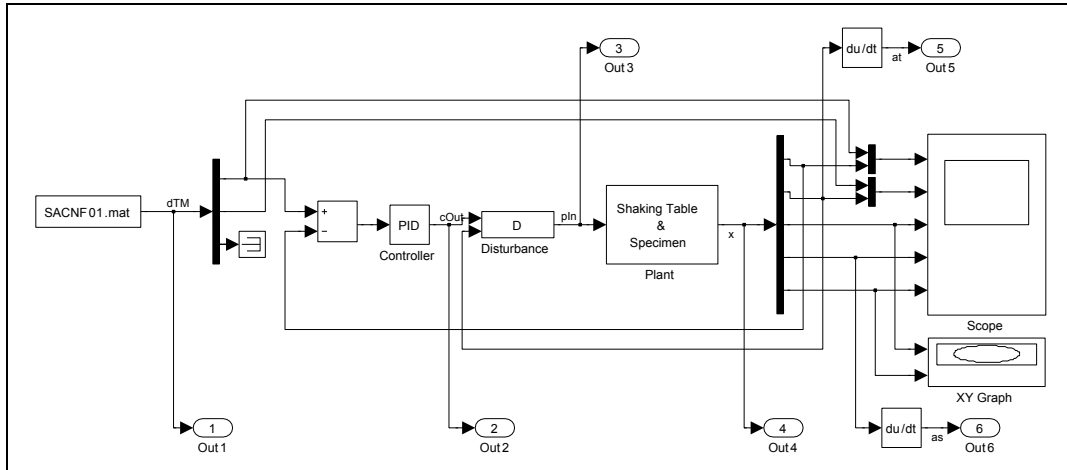 3
Out 3
du/dt
at
5
Out 5
SACNF 01.mat
dTM
+
−
PID
Controller
cOut
D
Disturbance
pIn
Shaking Table
&
Specimen
Plant
x
Scope
XY Graph
1
Out 1
2
Out 2
4
Out 4
du/dt
as
6
Out 6